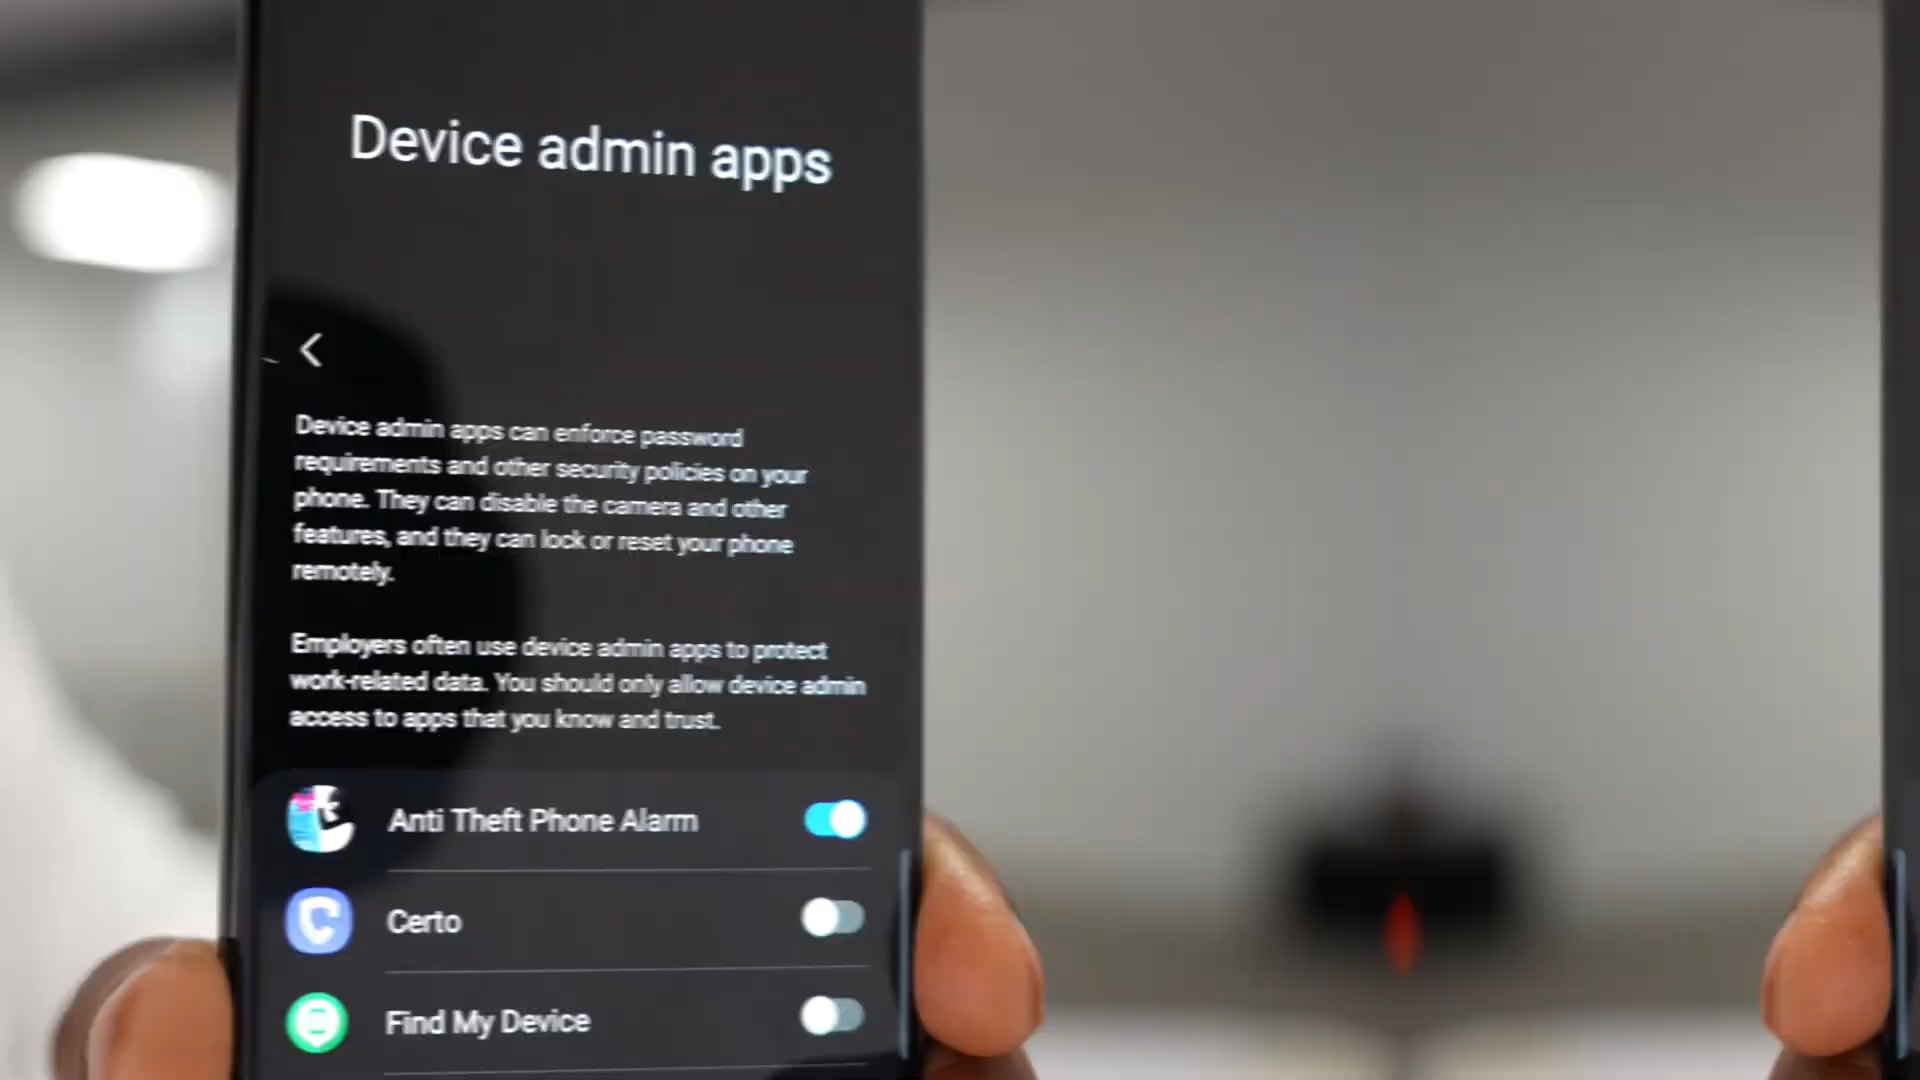 Device admin apps
Device admin apps can enforce password
requirements and other security policies on your
phone. They can disable the camera and other
features, and they can lock or reset your phone
remotely.
Employers often use device admin apps to protect
work-related data. You should only allow device admin
access to apps that you know and trust.
Anti Theft Phone Alarm
Certo
Find My Device